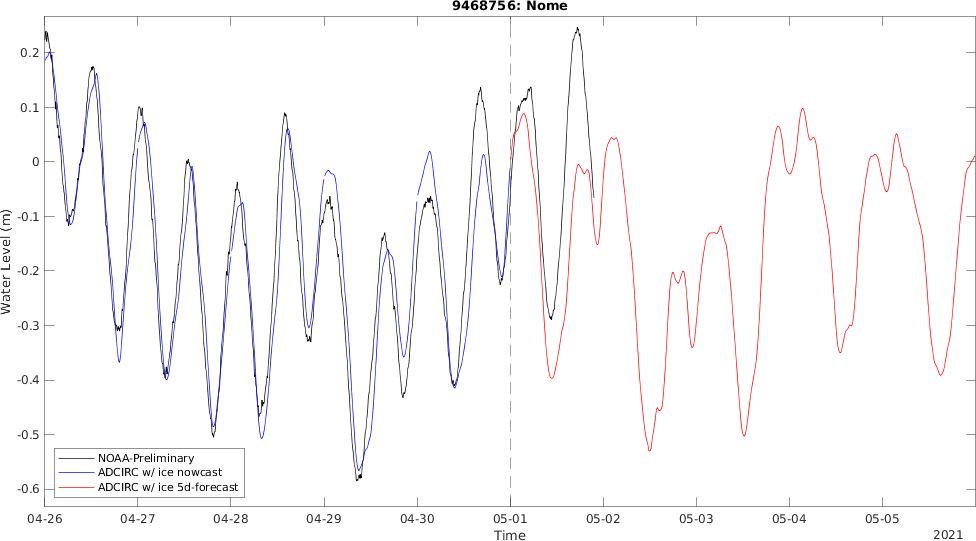 9468756: Nome
Water Level (m)
0.2
0.1
0
-0.1
-0.2
-0.3
-0.4
-0.5
-0.6
NOAA-Preliminary
ADCIRC w/ ice nowcast
ADCIRC w/ ice 5d-forecast
04-26 04-27 04-28 04-29 04-30 05-01 05-02 05-03 05-04 05-05
Time
2021